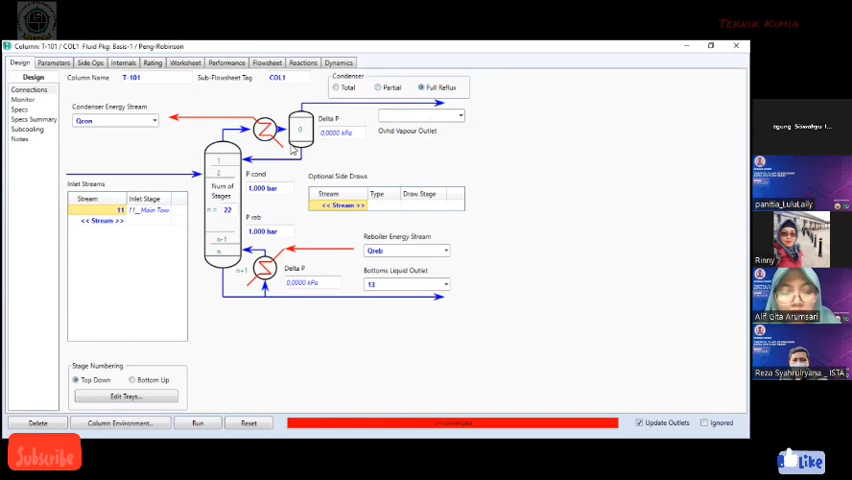 TEKNIK KIMIA
Column: T-101 / COL1 Fluid Pkg: Basis-1 / Peng-Robinson
Design Parameters Side Ops Internals Rating Worksheet Performance Flowsheet Reactions Dynamics
Design
Connections
Monitor
Specs
Specs Summary
Subcooling
Notes
Column Name T-101 Sub-Flowsheet Tag COL1
Condenser
Total Partial Full Reflux
Condenser Energy Stream
Qcon
Delta P
0,0000 kPa
Ovhd Vapour Outlet
0
1
2
Num of
Stages
n = 22
n-1
n
n+1
P cond
1,000 bar
P reb
1,000 bar
Optional Side Draws
Stream Type Draw Stage
<< Stream >>
Inlet Streams
Stream Inlet Stage
11 11__Main Tow
<< Stream >>
Reboiler Energy Stream
Qreb
Delta P
0,0000 kPa
Bottoms Liquid Outlet
13
Stage Numbering
Top Down Bottom Up
Edit Trays...
Delete Column Environment... Run Reset Unconverged Update Outlets Ignored
Subscribe
panitia_LuluLaily
Rinny
Alif Gita Arumsari
Reza Syahrulryana _ ISTA
Like